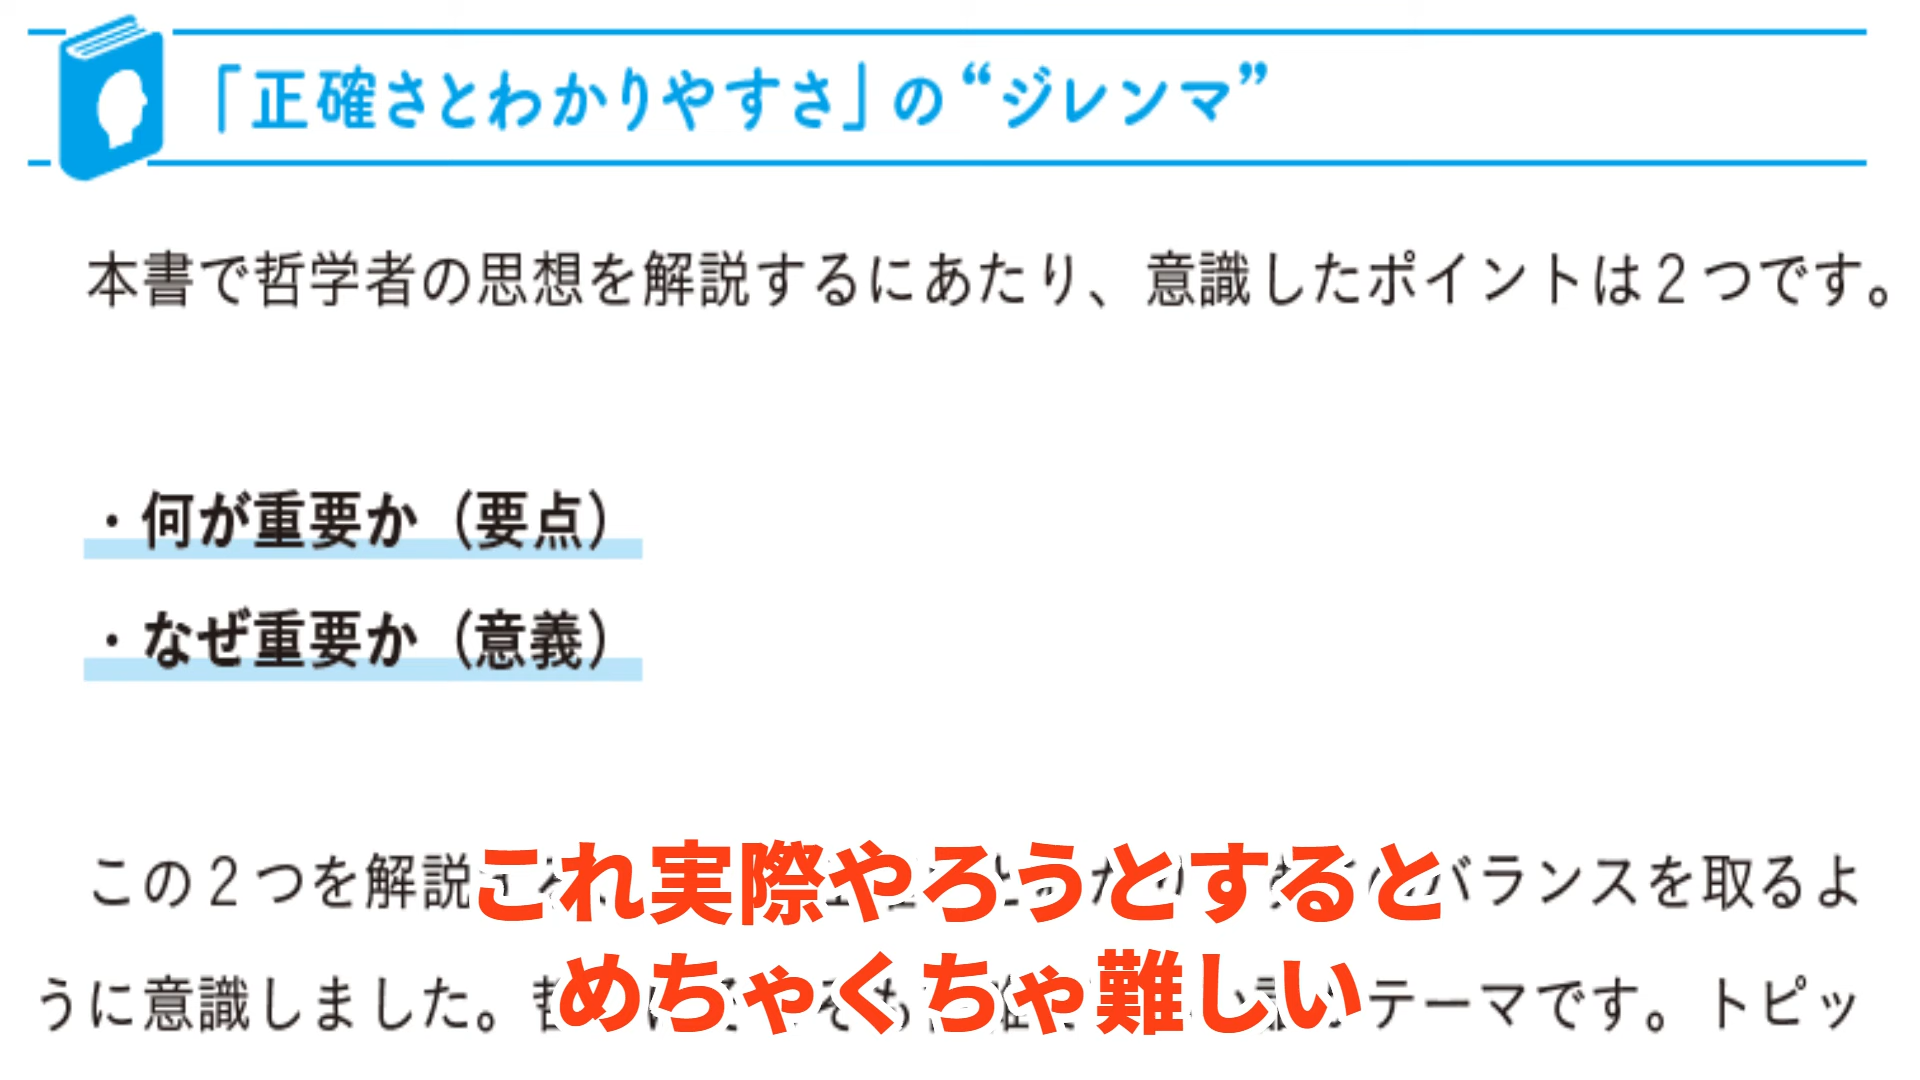 「正確さとわかりやすさ」の“ジレンマ”
本書で哲学者の思想を解説するにあたり、意識したポイントは２つです。
・何が重要か（要点）
・なぜ重要か（意義）
この２つを解説 バランスを取るよ
これ実際やろうとすると
うに意識しました。 テーマです。トピッ
めちゃくちゃ難しい